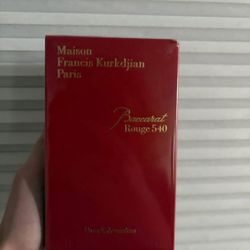 Maison
Francis Kurkdjian
Paris
Baccarat
Rouge 540